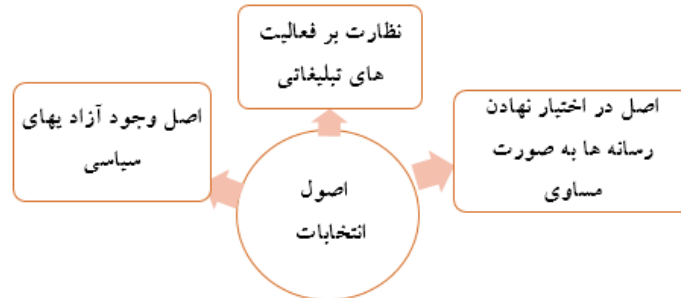 نظارت بر فعالیت
های تبلیغاتی
اصل در اختیار نهادن
رسانه ها به صورت
مساوی
اصل وجود آزاد یهای
سیاسی
اصول
انتخابات